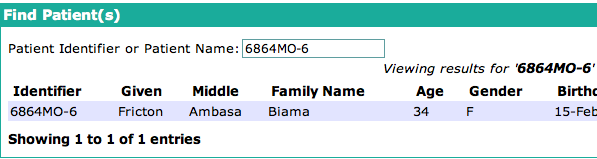 Find Patient(s)
Patient Identifier or Patient Name: 6864MO-6
Viewing results for '6864MO-6'
Identifier Given Middle Family Name Age Gender
6864MO-6 Fricton Ambasa Biama 34 F 15-Feb
Showing 1 to 1 of 1 entries